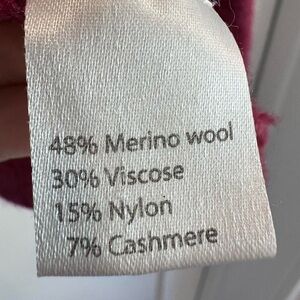 48% Merino wool
30% Viscose
15% Nylon
7% Cashmere